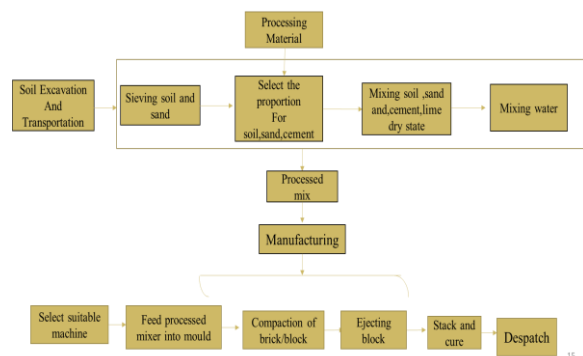 Processing
Material
Soil Excavation
And
Transportation
Sieving soil and
sand
Select the
proportion
For
soil,sand,cement
Mixing soil ,sand
and,cement,lime
dry state
Mixing water
Processed
mix
Manufacturing
Select suitable
machine
Feed processed
mixer into mould
Compaction of
brick/block
Ejecting
block
Stack and
cure
Despatch